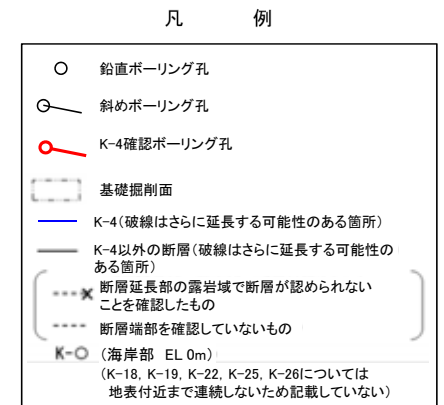 凡 例
鉛直ボーリング孔
斜めボーリング孔
K-4確認ボーリング孔
基礎掘削面
K-4(破線はさらに延長する可能性のある箇所)
K-4以外の断層(破線はさらに延長する可能性の
ある箇所)
断層延長部の露岩域で断層が認められない
ことを確認したもの
断層端部を確認していないもの
K-○ (海岸部 EL 0m)
(K-18, K-19, K-22, K-25, K-26については
地表付近まで連続しないため記載していない)